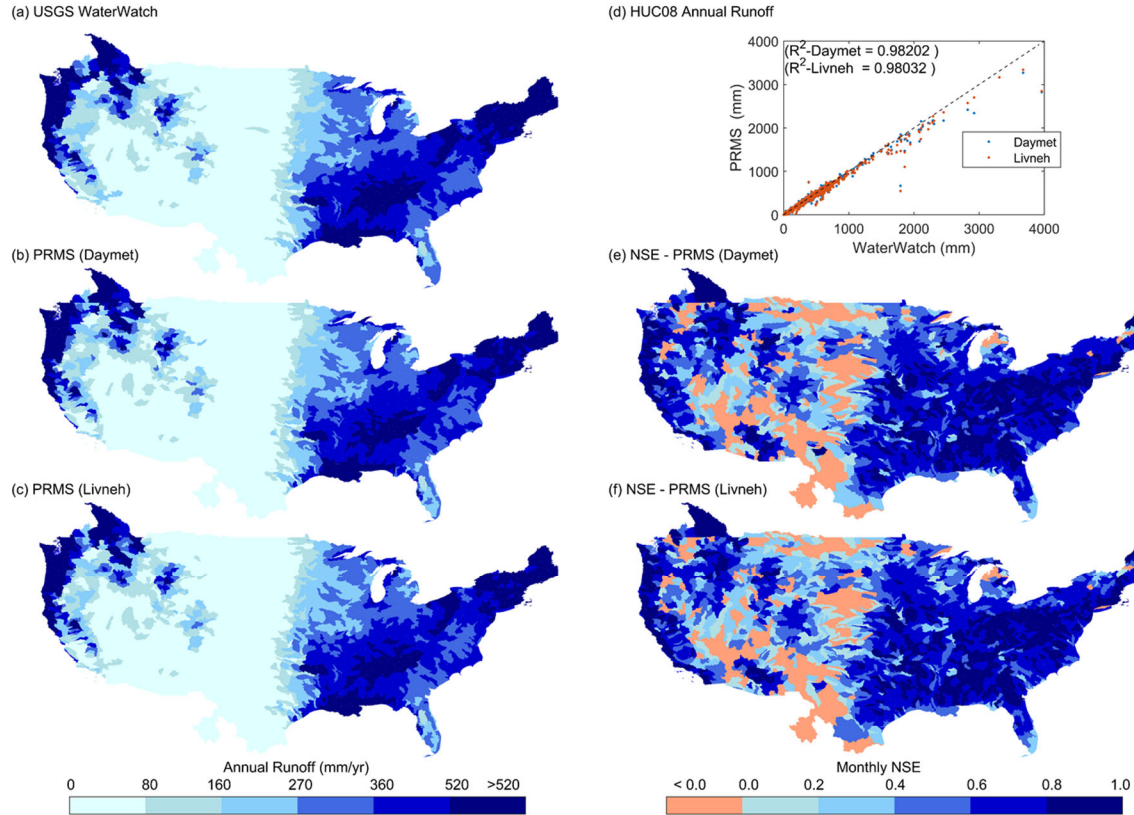 (a) USGS WaterWatch
(b) PRMS (Daymet)
(c) PRMS (Livneh)
Annual Runoff (mm/yr)
0 80 160 270 360 520 >520
(d) HUC08 Annual Runoff
(R2-Daymet = 0.98202 )
(R2-Livneh = 0.98032 )
4000
3000
2000
1000
0
PRMS (mm)
Daymet
Livneh
0 1000 2000 3000 4000
WaterWatch (mm)
(e) NSE - PRMS (Daymet)
(f) NSE - PRMS (Livneh)
Monthly NSE
< 0.0 0.0 0.2 0.4 0.6 0.8 1.0